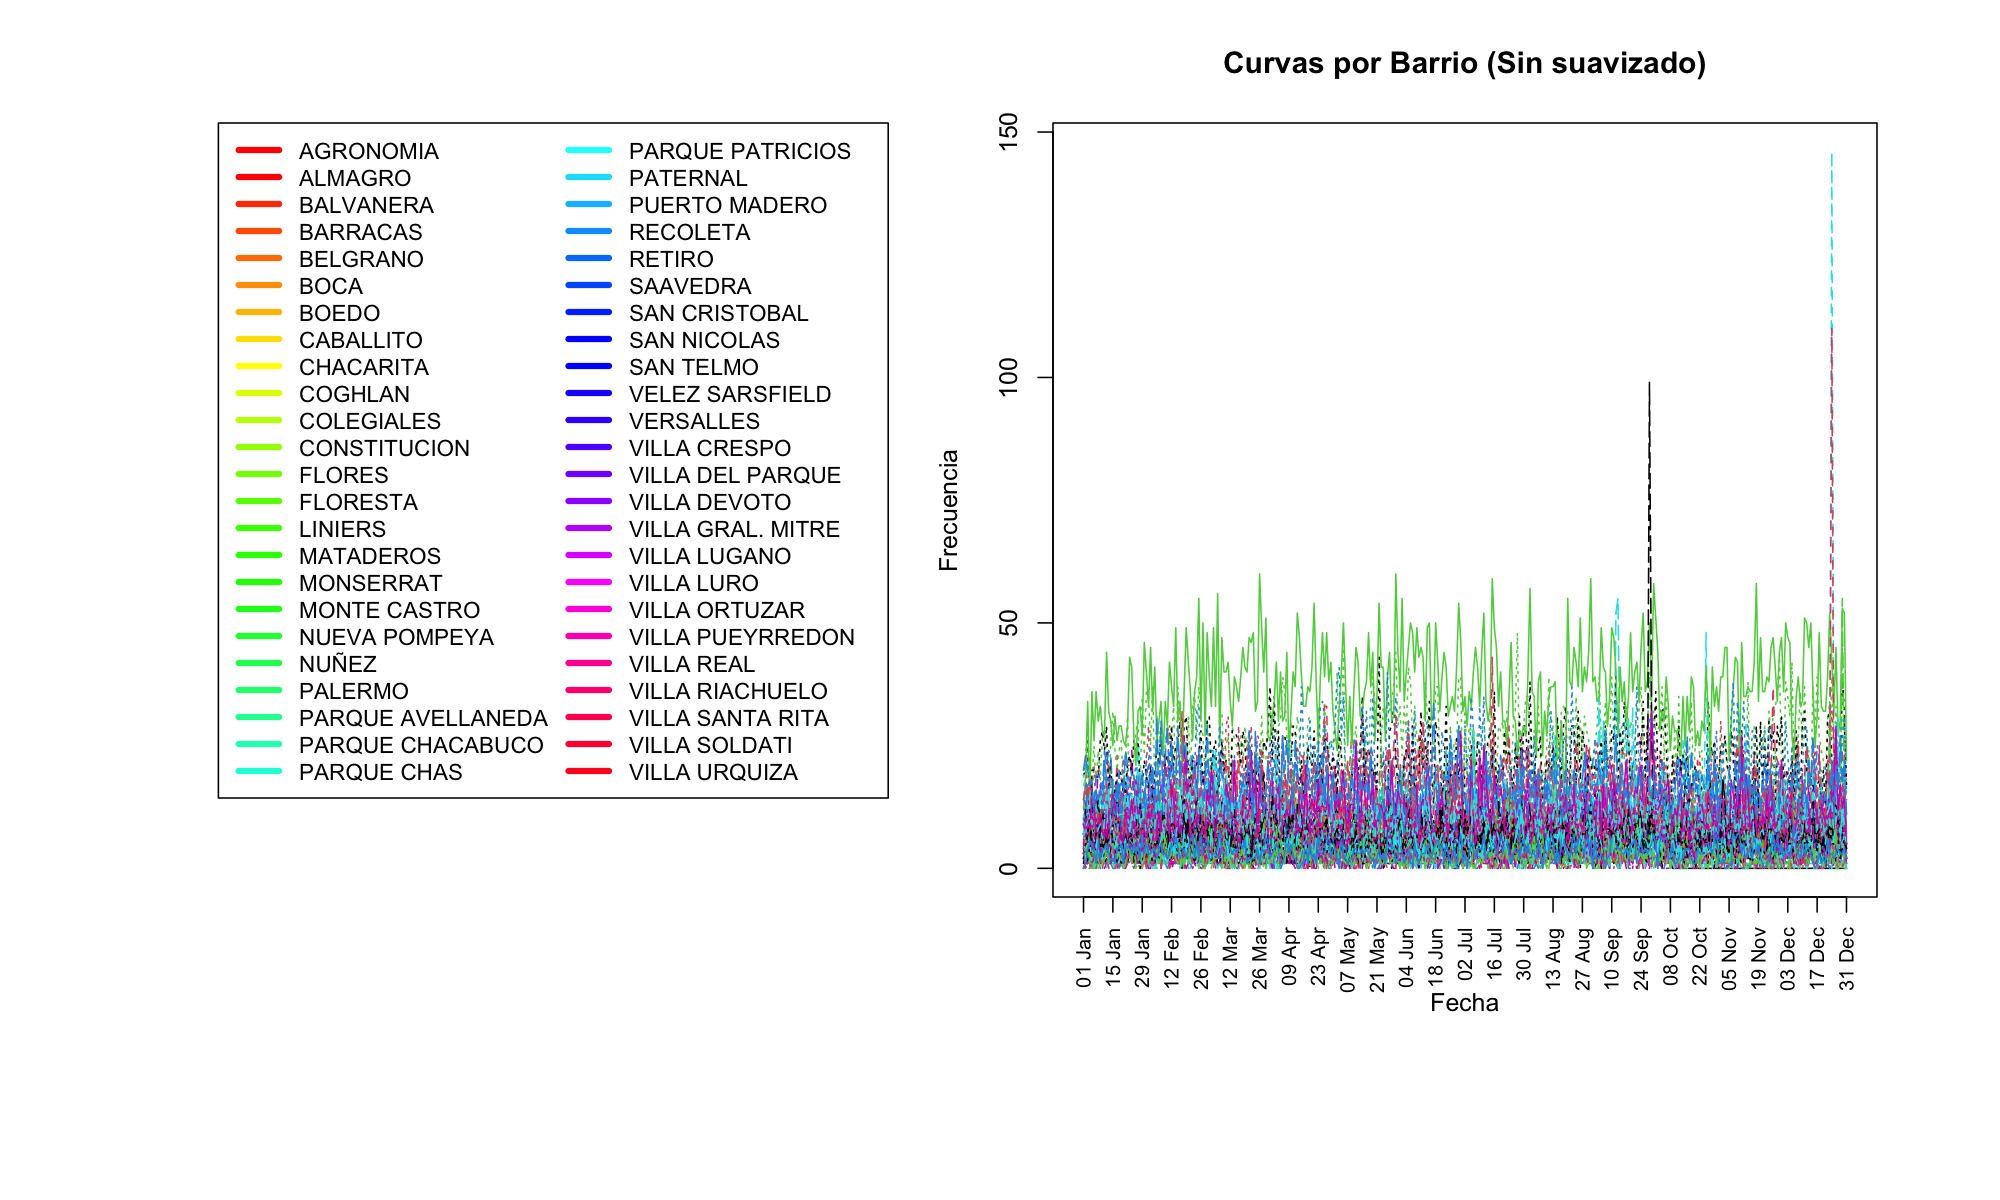 Curvas por Barrio (Sin suavizado)
AGRONOMIA
ALMAGRO
BALVANERA
BARRACAS
BELGRANO
BOCA
BOEDO
CABALLITO
CHACARITA
COGHLAN
COLEGIALES
CONSTITUCION
FLORES
FLORESTA
LINIERS
MATADEROS
MONSERRAT
MONTE CASTRO
NUEVA POMPEYA
NUÑEZ
PALERMO
PARQUE AVELLANEDA
PARQUE CHACABUCO
PARQUE CHAS
PARQUE PATRICIOS
PATERNAL
PUERTO MADERO
RECOLETA
RETIRO
SAAVEDRA
SAN CRISTOBAL
SAN NICOLAS
SAN TELMO
VELEZ SARSFIELD
VERSALLES
VILLA CRESPO
VILLA DEL PARQUE
VILLA DEVOTO
VILLA GRAL. MITRE
VILLA LUGANO
VILLA LURO
VILLA ORTUZAR
VILLA PUEYRREDON
VILLA REAL
VILLA RIACHUELO
VILLA SANTA RITA
VILLA SOLDATI
VILLA URQUIZA
Frecuencia
150
100
50
0
01 Jan
15 Jan
29 Jan
12 Feb
26 Feb
12 Mar
26 Mar
09 Apr
23 Apr
07 May
21 May
04 Jun
18 Jun
02 Jul
16 Jul
30 Jul
13 Aug
27 Aug
10 Sep
24 Sep
08 Oct
22 Oct
05 Nov
19 Nov
03 Dec
17 Dec
31 Dec
Fecha